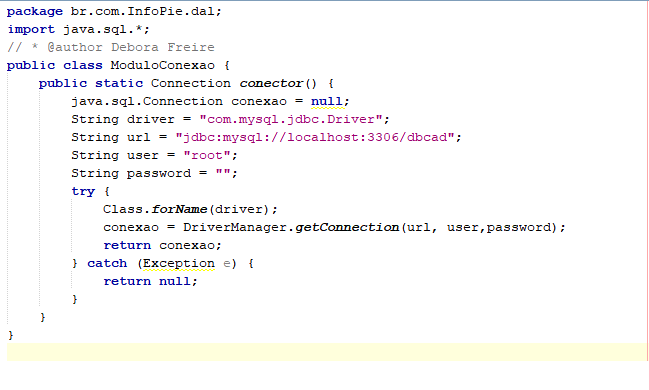 package br.com.InfoPie.dal;
import java.sql.*;
// * @author Debora Freire
public class ModuloConexao {
    public static Connection conector() {
        java.sql.Connection conexao = null;
        String driver = "com.mysql.jdbc.Driver";
        String url = "jdbc:mysql://localhost:3306/dbcad";
        String user = "root";
        String password = "";
        try {
            Class.forName(driver);
            conexao = DriverManager.getConnection(url, user,password);
            return conexao;
        } catch (Exception e) {
            return null;
        }
    }
}